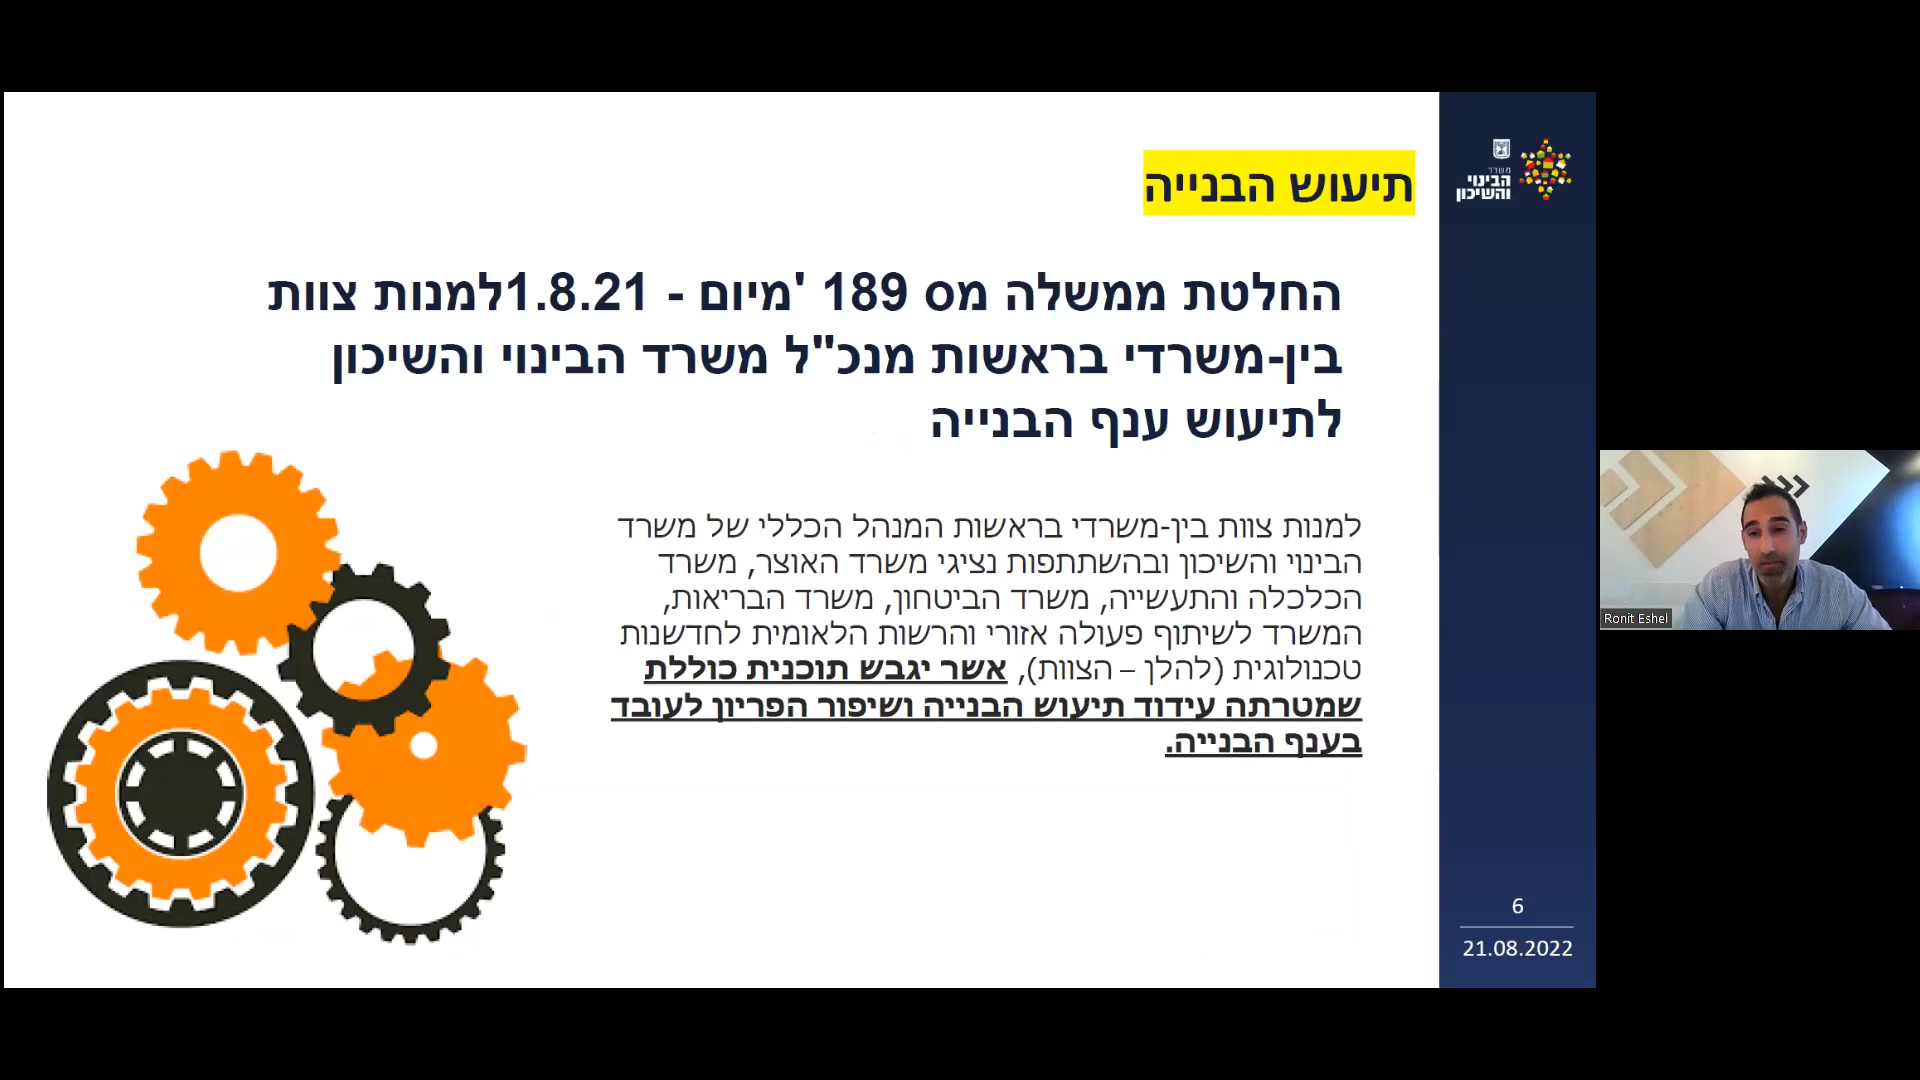 תיעוש הבנייה
החלטת ממשלה מס 189 'מיום - 1.8.21למנות צוות
בין-משרדי בראשות מנכ"ל משרד הבינוי והשיכון
לתיעוש ענף הבנייה
למנות צוות בין-משרדי בראשות המנהל הכללי של משרד
הבינוי והשיכון ובהשתתפות נציגי משרד האוצר, משרד
הכלכלה והתעשייה, משרד הביטחון, משרד הבריאות,
המשרד לשיתוף פעולה אזורי והרשות הלאומית לחדשנות
טכנולוגית (להלן – הצוות), אשר יגבש תוכנית כוללת
שמטרתה עידוד תיעוש הבנייה ושיפור הפריון לעובד
בענף הבנייה.
משרד
הבינוי
והשיכון
6
21.08.2022
Ronit Eshel